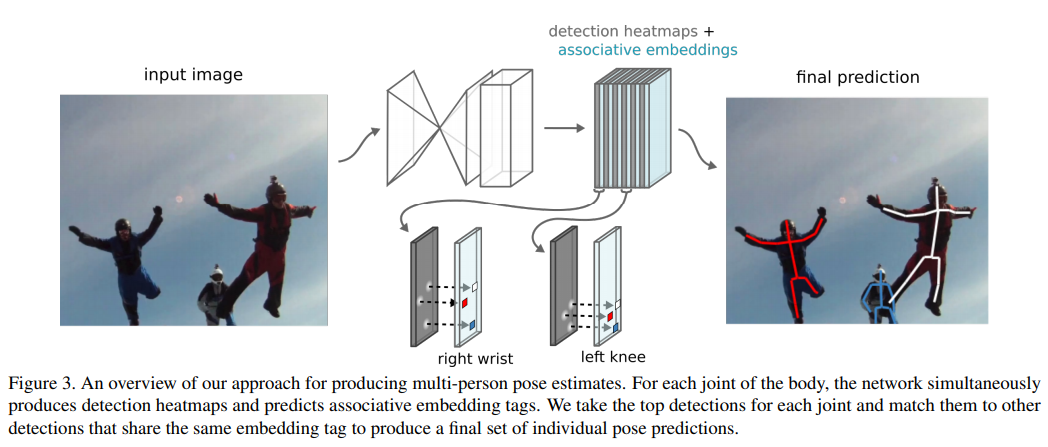 detection heatmaps +
associative embeddings
input image
final prediction
right wrist
left knee
Figure 3. An overview of our approach for producing multi-person pose estimates. For each joint of the body, the network simultaneously
produces detection heatmaps and predicts associative embedding tags. We take the top detections for each joint and match them to other
detections that share the same embedding tag to produce a final set of individual pose predictions.